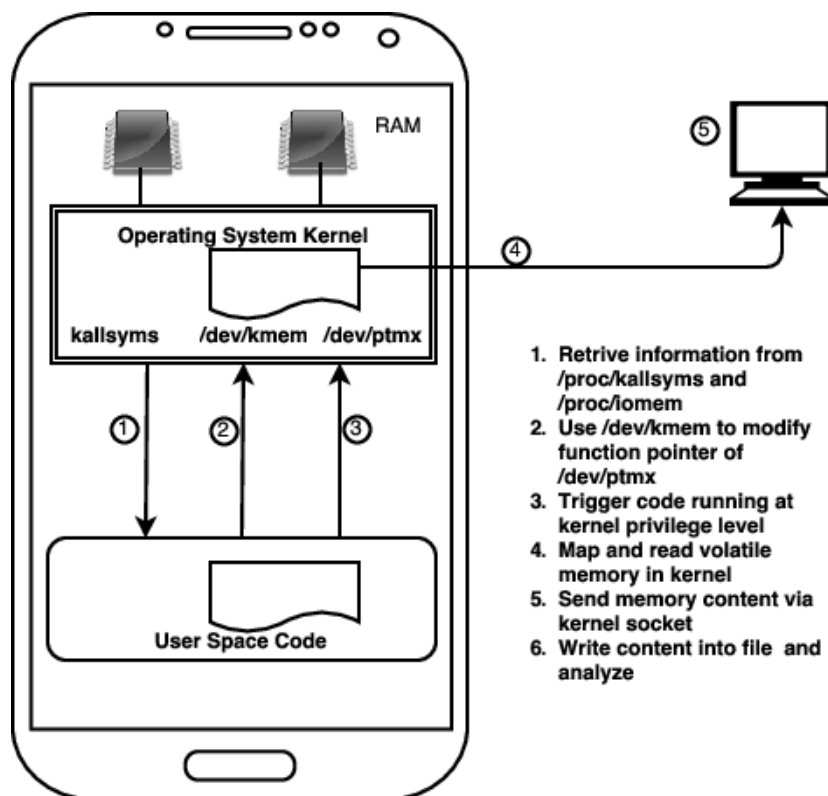 RAM
5
Operating System Kernel
4
kallsyms /dev/kmem /dev/ptmx
1. Retrive information from
/proc/kallsyms and
/proc/iomem
2. Use /dev/kmem to modify
function pointer of
/dev/ptmx
3. Trigger code running at
kernel privilege level
4. Map and read volatile
memory in kernel
5. Send memory content via
kernel socket
6. Write content into file and
analyze
1 2 3
User Space Code